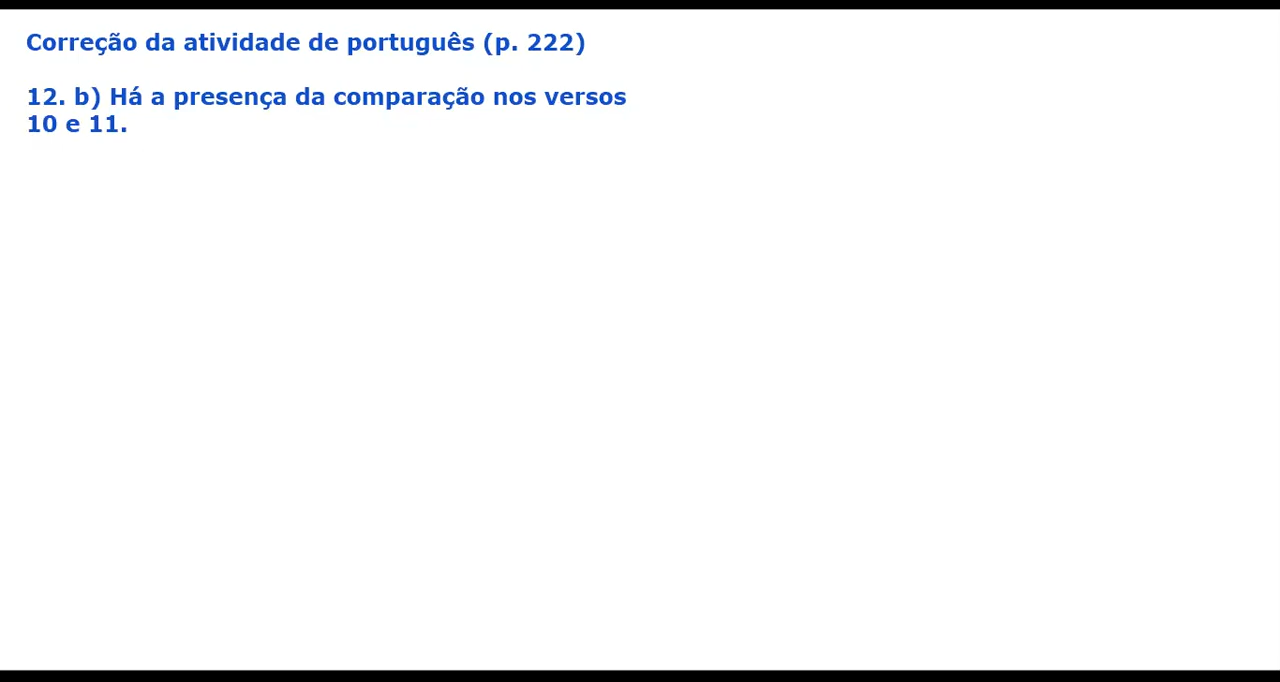 Correção da atividade de português (p. 222)
12. b) Há a presença da comparação nos versos
10 e 11.